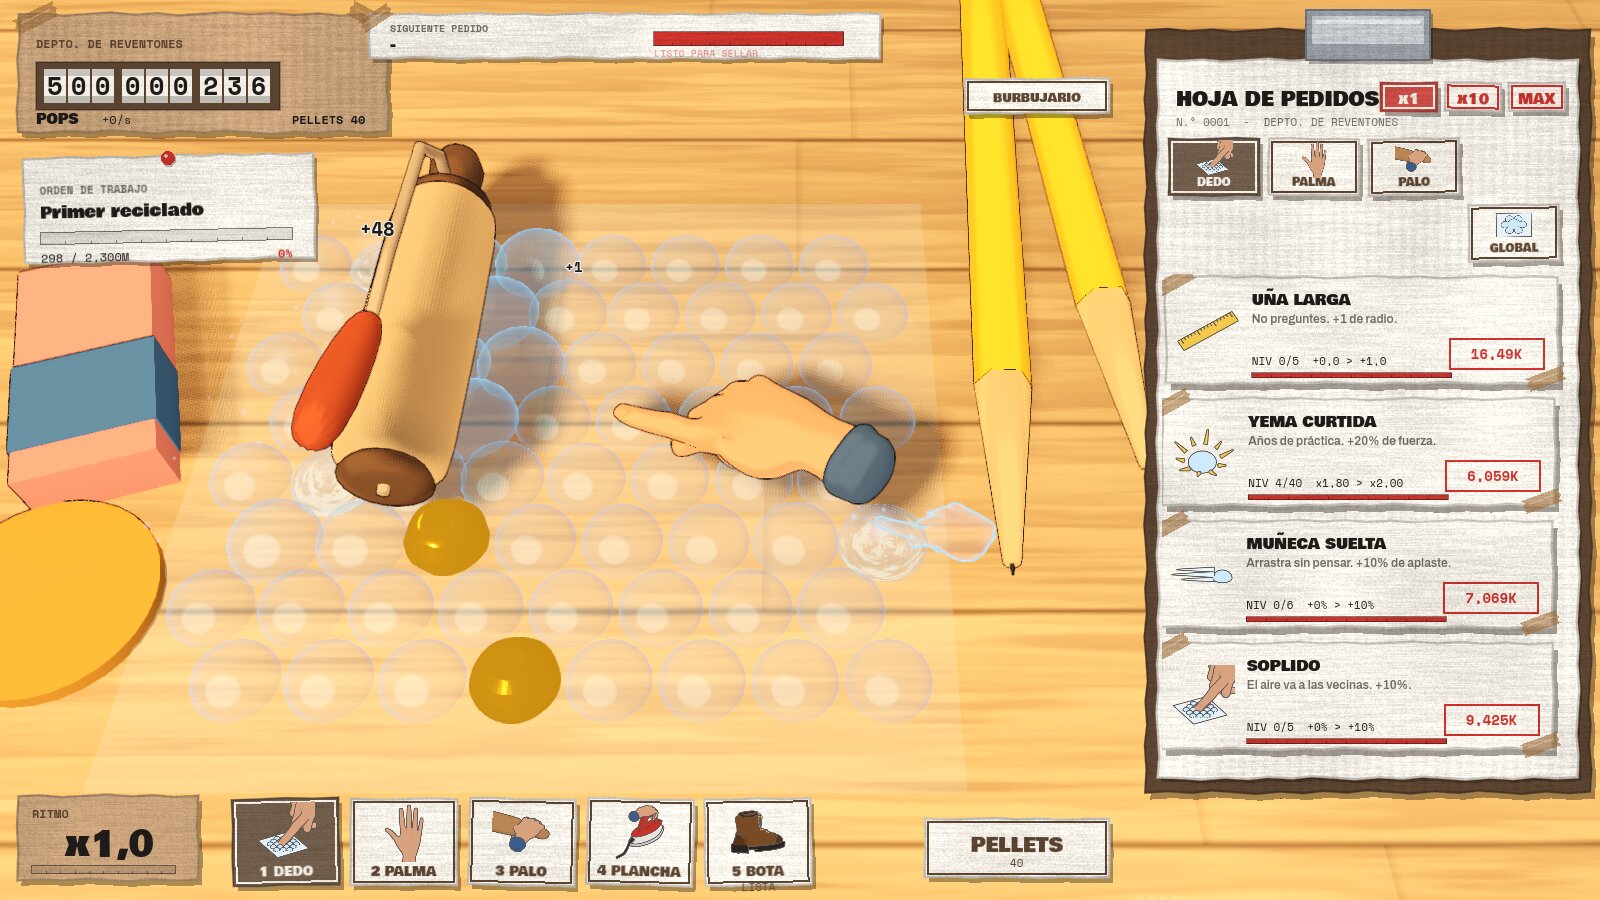 DEPTO. DE REVENTONES
500 000 236
POPS +0/s PELLETS 40
SIGUIENTE PEDIDO
-
LISTO PARA SELLAR
BURBUJARIO
ORDEN DE TRABAJO
Primer reciclado
298 / 2,300M 0%
+48
+1
HOJA DE PEDIDOS x1 x10 MAX
N.° 0001 - DEPTO. DE REVENTONES
DEDO PALMA PALO
GLOBAL
UÑA LARGA
No preguntes. +1 de radio.
NIV 0/5 +0,0 > +1,0 16,49K
YEMA CURTIDA
Años de práctica. +20% de fuerza.
NIV 4/40 x1,80 > x2,00 6,059K
MUÑECA SUELTA
Arrastra sin pensar. +10% de aplaste.
NIV 0/6 +0% > +10% 7,069K
SOPLIDO
El aire va a las vecinas. +10%.
NIV 0/5 +0% > +10% 9,425K
RITMO
x1,0
1 DEDO 2 PALMA 3 PALO 4 PLANCHA 5 BOTA
LISTA
PELLETS
40